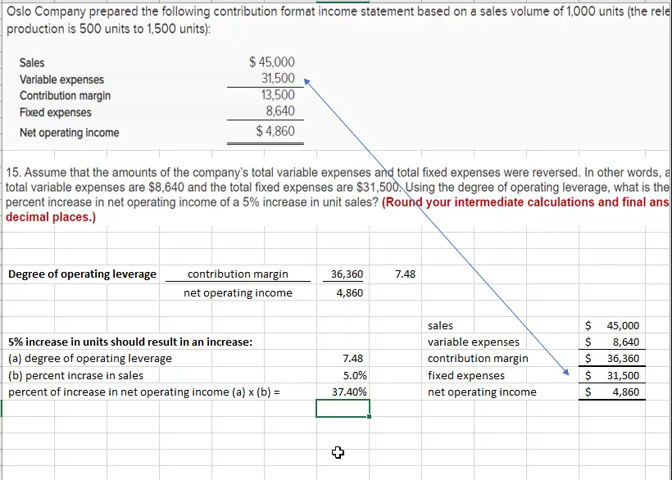 Oslo Company prepared the following contribution format income statement based on a sales volume of 1,000 units (the rele
production is 500 units to 1,500 units):
Sales $ 45,000
Variable expenses 31,500
Contribution margin 13,500
Fixed expenses 8,640
Net operating income $ 4,860
15. Assume that the amounts of the company's total variable expenses and total fixed expenses were reversed. In other words, a
total variable expenses are $8,640 and the total fixed expenses are $31,500. Using the degree of operating leverage, what is the
percent increase in net operating income of a 5% increase in unit sales? (Round your intermediate calculations and final ans
decimal places.)
Degree of operating leverage contribution margin 36,360 7.48
net operating income 4,860
sales $ 45,000
5% increase in units should result in an increase: variable expenses $ 8,640
(a) degree of operating leverage 7.48 contribution margin $ 36,360
(b) percent incrase in sales 5.0% fixed expenses $ 31,500
percent of increase in net operating income (a) x (b) = 37.40% net operating income $ 4,860